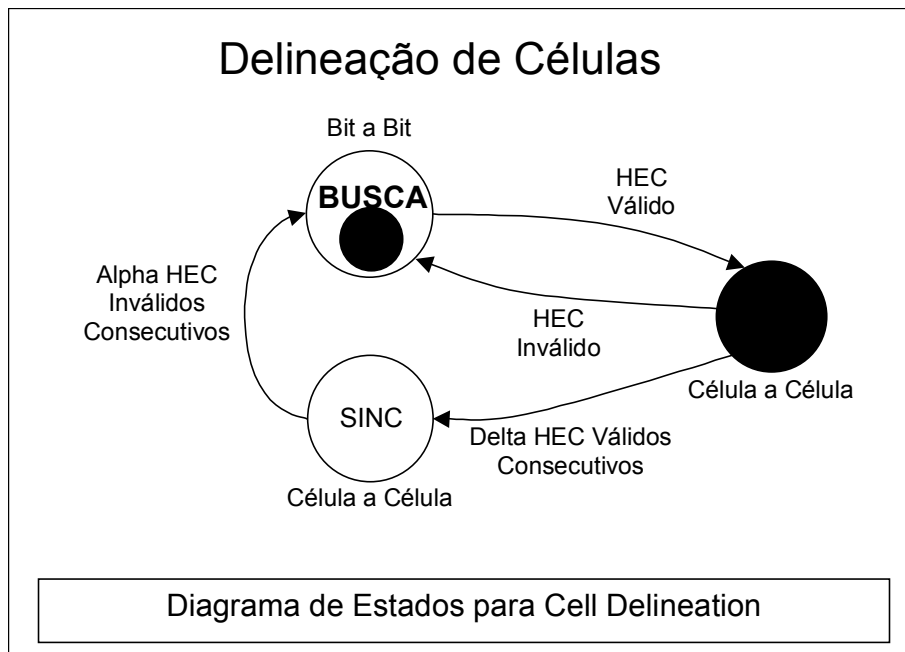 Delineação de Células
Bit a Bit
BUSCA
HEC
Válido
Alpha HEC
Inválidos
Consecutivos
HEC
Inválido
Célula a Célula
SINC
Delta HEC Válidos
Consecutivos
Célula a Célula
Diagrama de Estados para Cell Delineation